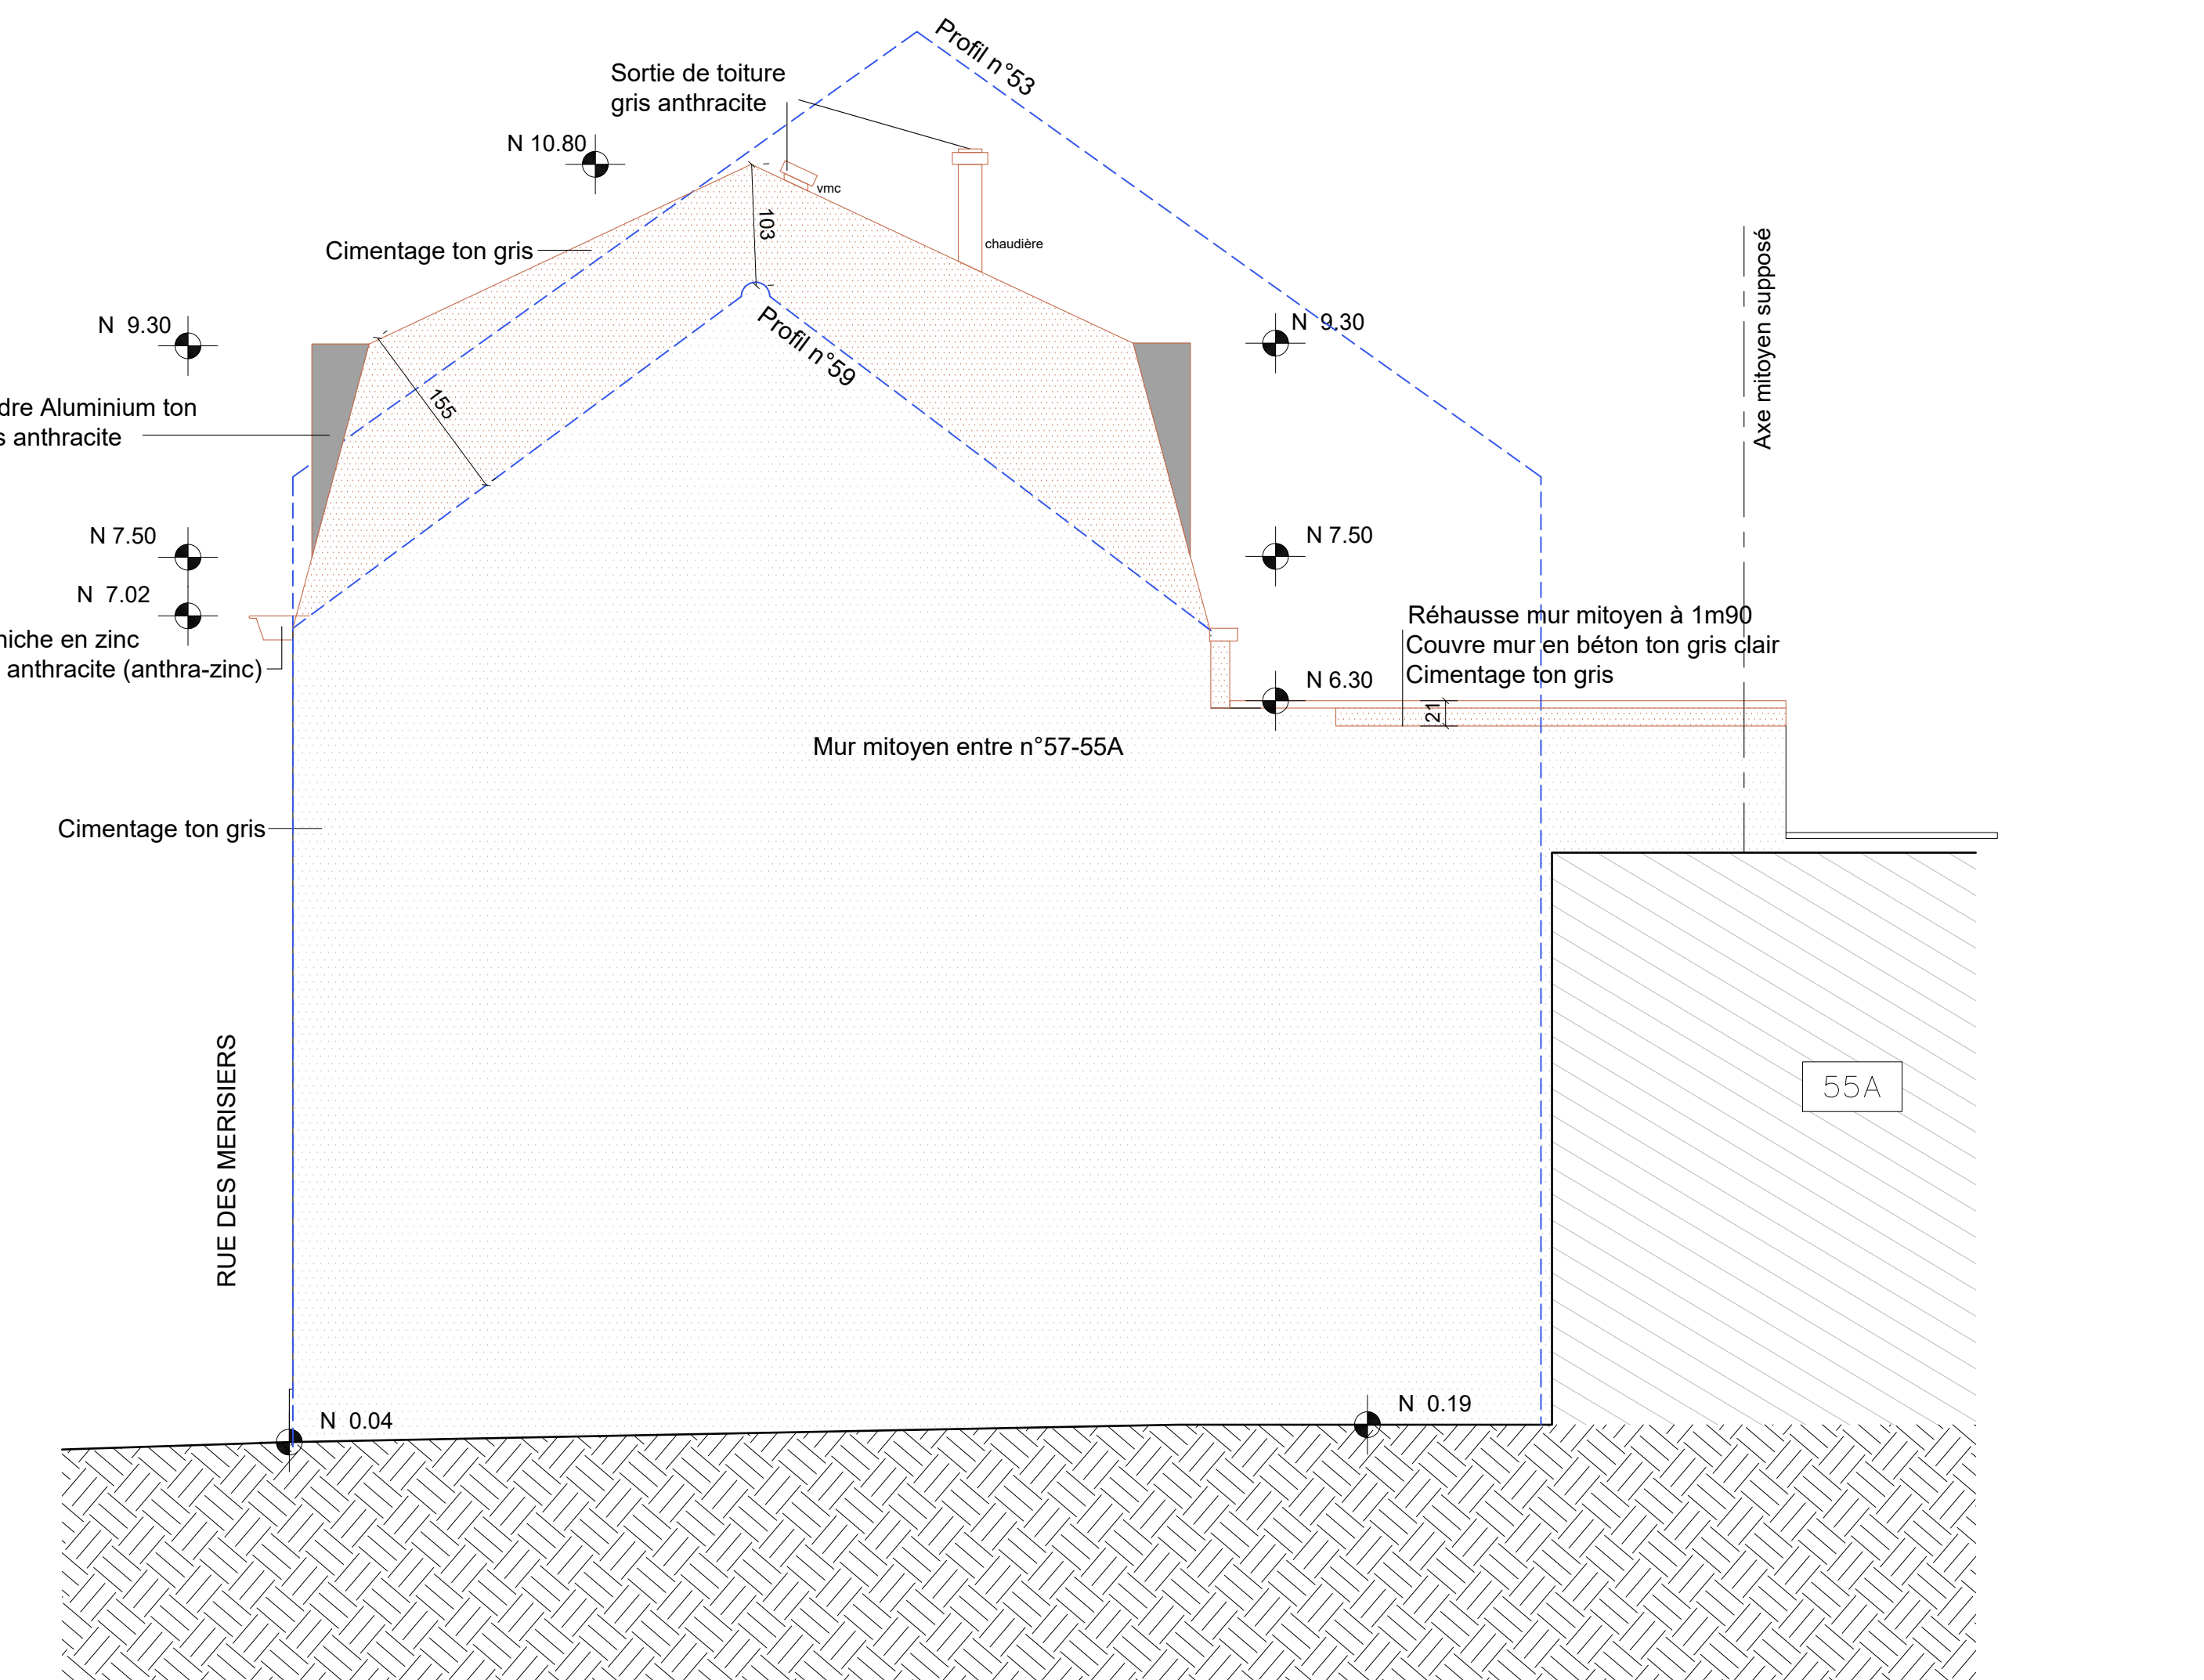 Profil n°53
Sortie de toiture
gris anthracite
N 10.80
vmc
103
chaudière
Cimentage ton gris
Axe mitoyen supposé
N 9.30
N 9.30
Profil n°59
155
dre Aluminium ton
s anthracite
N 7.50
N 7.50
N 7.02
niche en zinc
anthracite (anthra-zinc)
Réhausse mur mitoyen à 1m90
Couvre mur en béton ton gris clair
Cimentage ton gris
N 6.30
21
Mur mitoyen entre n°57-55A
Cimentage ton gris
RUE DES MERISIERS
55A
N 0.04
N 0.19